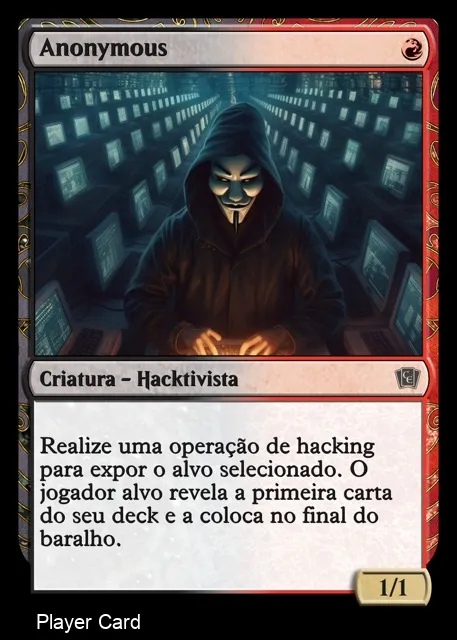 Anonymous
Criatura – Hacktivista
Realize uma operação de hacking
para expor o alvo selecionado. O
jogador alvo revela a primeira carta
do seu deck e a coloca no final do
baralho.
1/1
Player Card